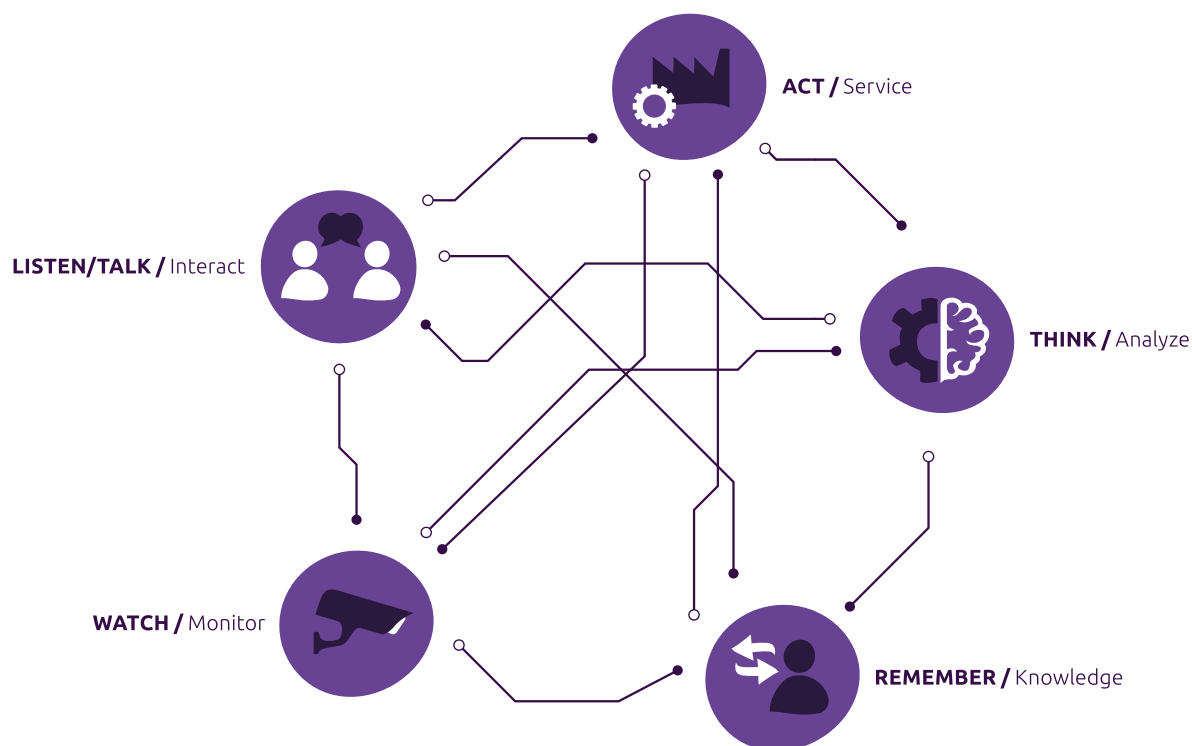 ACT / Service
LISTEN/TALK / Interact
THINK / Analyze
WATCH / Monitor
REMEMBER / Knowledge